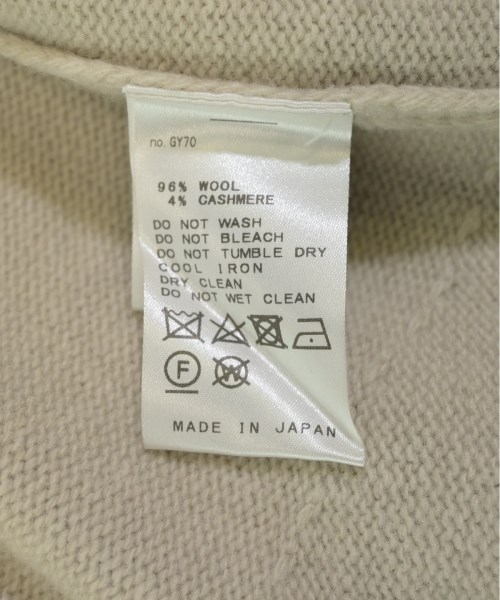 no. GY70
96% WOOL
4% CASHMERE
DO NOT WASH
DO NOT BLEACH
DO NOT TUMBLE DRY
COOL IRON
DRY CLEAN
DO NOT WET CLEAN
F W
MADE IN JAPAN